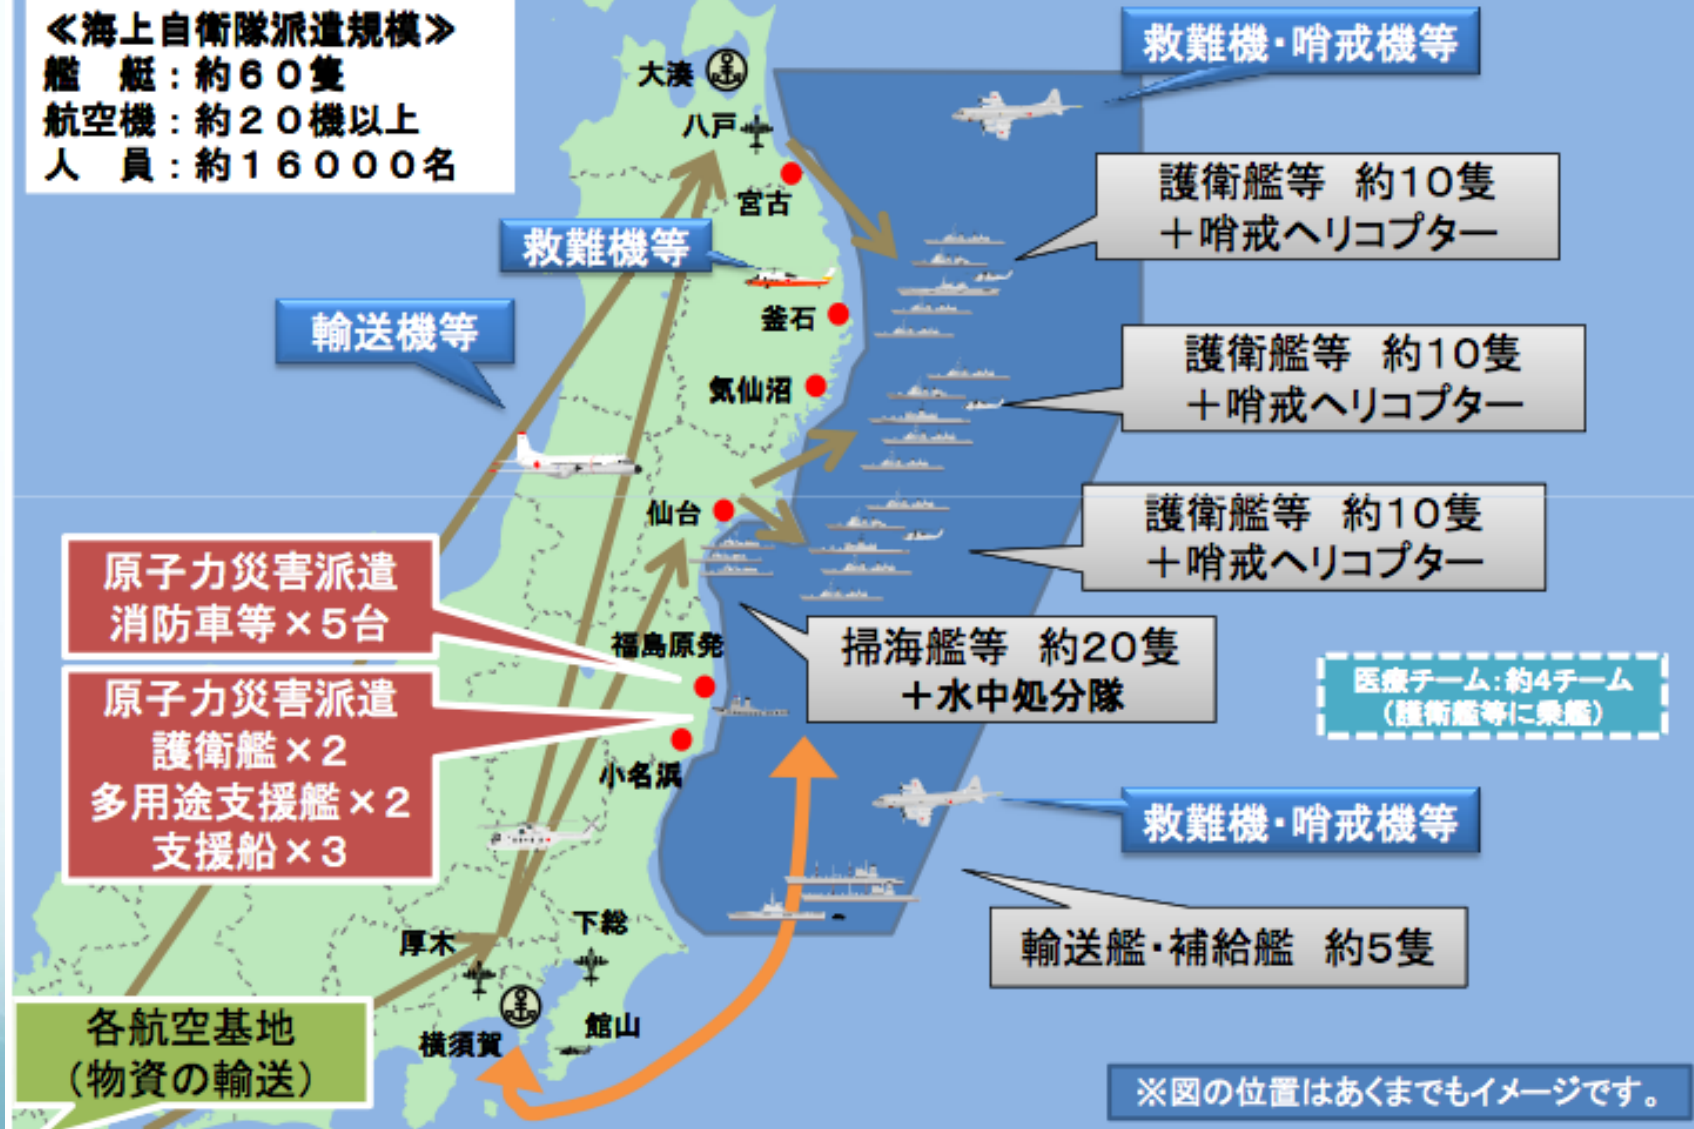 ≪海上自衛隊派遣規模≫
艦　艇：約６０隻
航空機：約２０機以上
人　員：約１６０００名
救難機・哨戒機等
大湊
八戸
宮古
護衛艦等　約10隻
＋哨戒ヘリコプター
救難機等
輸送機等
釜石
気仙沼
護衛艦等　約10隻
＋哨戒ヘリコプター
仙台
護衛艦等　約10隻
＋哨戒ヘリコプター
原子力災害派遣
消防車等×5台
福島原発
掃海艦等　約20隻
＋水中処分隊
医療チーム：約4チーム
（護衛艦等に乗艦）
原子力災害派遣
護衛艦×2
多用途支援艦×2
支援船×3
小名浜
救難機・哨戒機等
輸送艦・補給艦　約5隻
下総
厚木
横須賀
館山
各航空基地
（物資の輸送）
※図の位置はあくまでもイメージです。